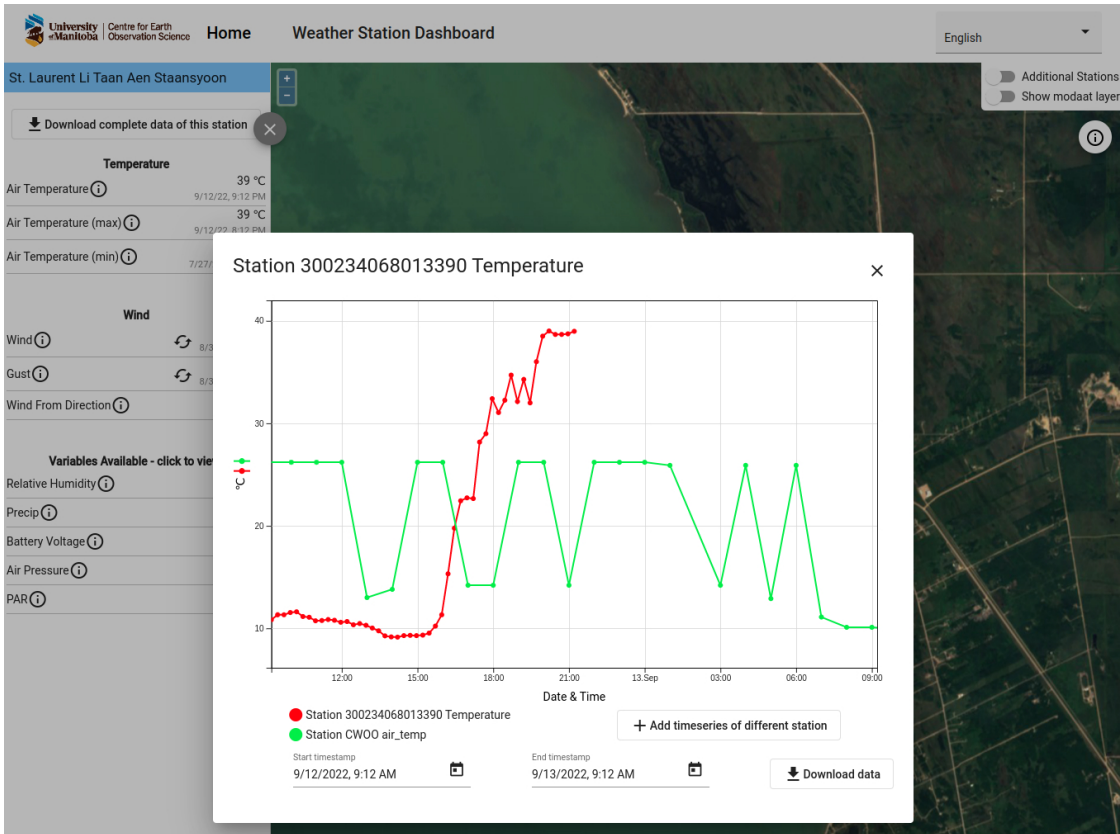 University of Manitoba
Centre for Earth Observation Science
Home
Weather Station Dashboard
English
St. Laurent Li Taan Aen Staansyoon
Download complete data of this station
Additional Stations
Show modaat layer
+
-
Temperature
Air Temperature
39 °C
9/12/22, 9:12 PM
Air Temperature (max)
39 °C
9/12/22, 8:12 PM
Air Temperature (min)
7/27/
Wind
Wind
8/3
Gust
8/3
Wind From Direction
Variables Available - click to vie
Relative Humidity
Precip
Battery Voltage
Air Pressure
PAR
Station 300234068013390 Temperature
40
30
20
10
°C
12:00
15:00
18:00
21:00
13.Sep
03:00
06:00
09:00
Date & Time
Station 300234068013390 Temperature
Station CWOO air_temp
Add timeseries of different station
Start timestamp
9/12/2022, 9:12 AM
End timestamp
9/13/2022, 9:12 AM
Download data